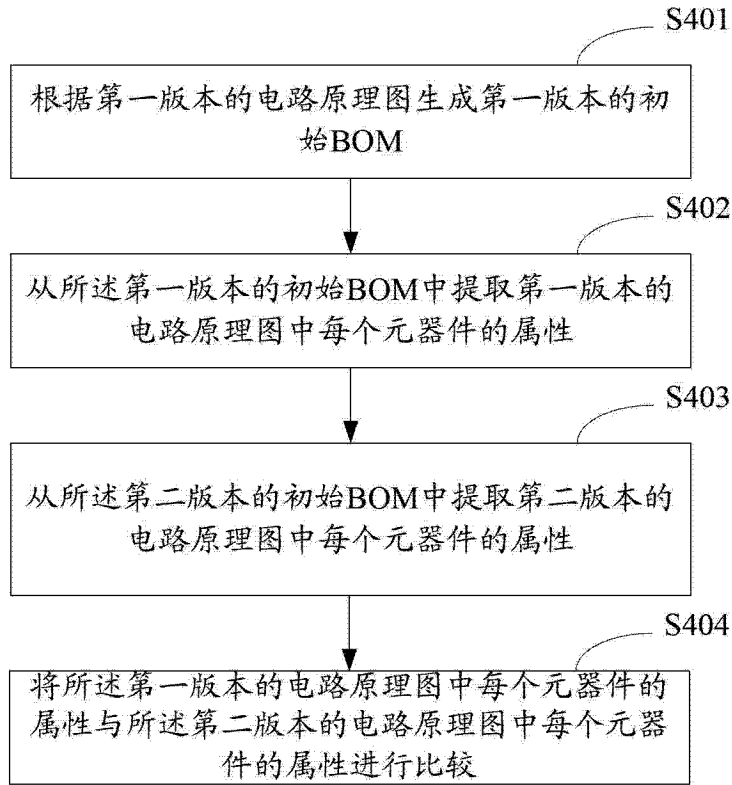 S401
根据第一版本的电路原理图生成第一版本的初
始BOM
S402
从所述第一版本的初始BOM中提取第一版本的
电路原理图中每个元器件的属性
S403
从所述第二版本的初始BOM中提取第二版本的
电路原理图中每个元器件的属性
S404
将所述第一版本的电路原理图中每个元器件的
属性与所述第二版本的电路原理图中每个元器
件的属性进行比较